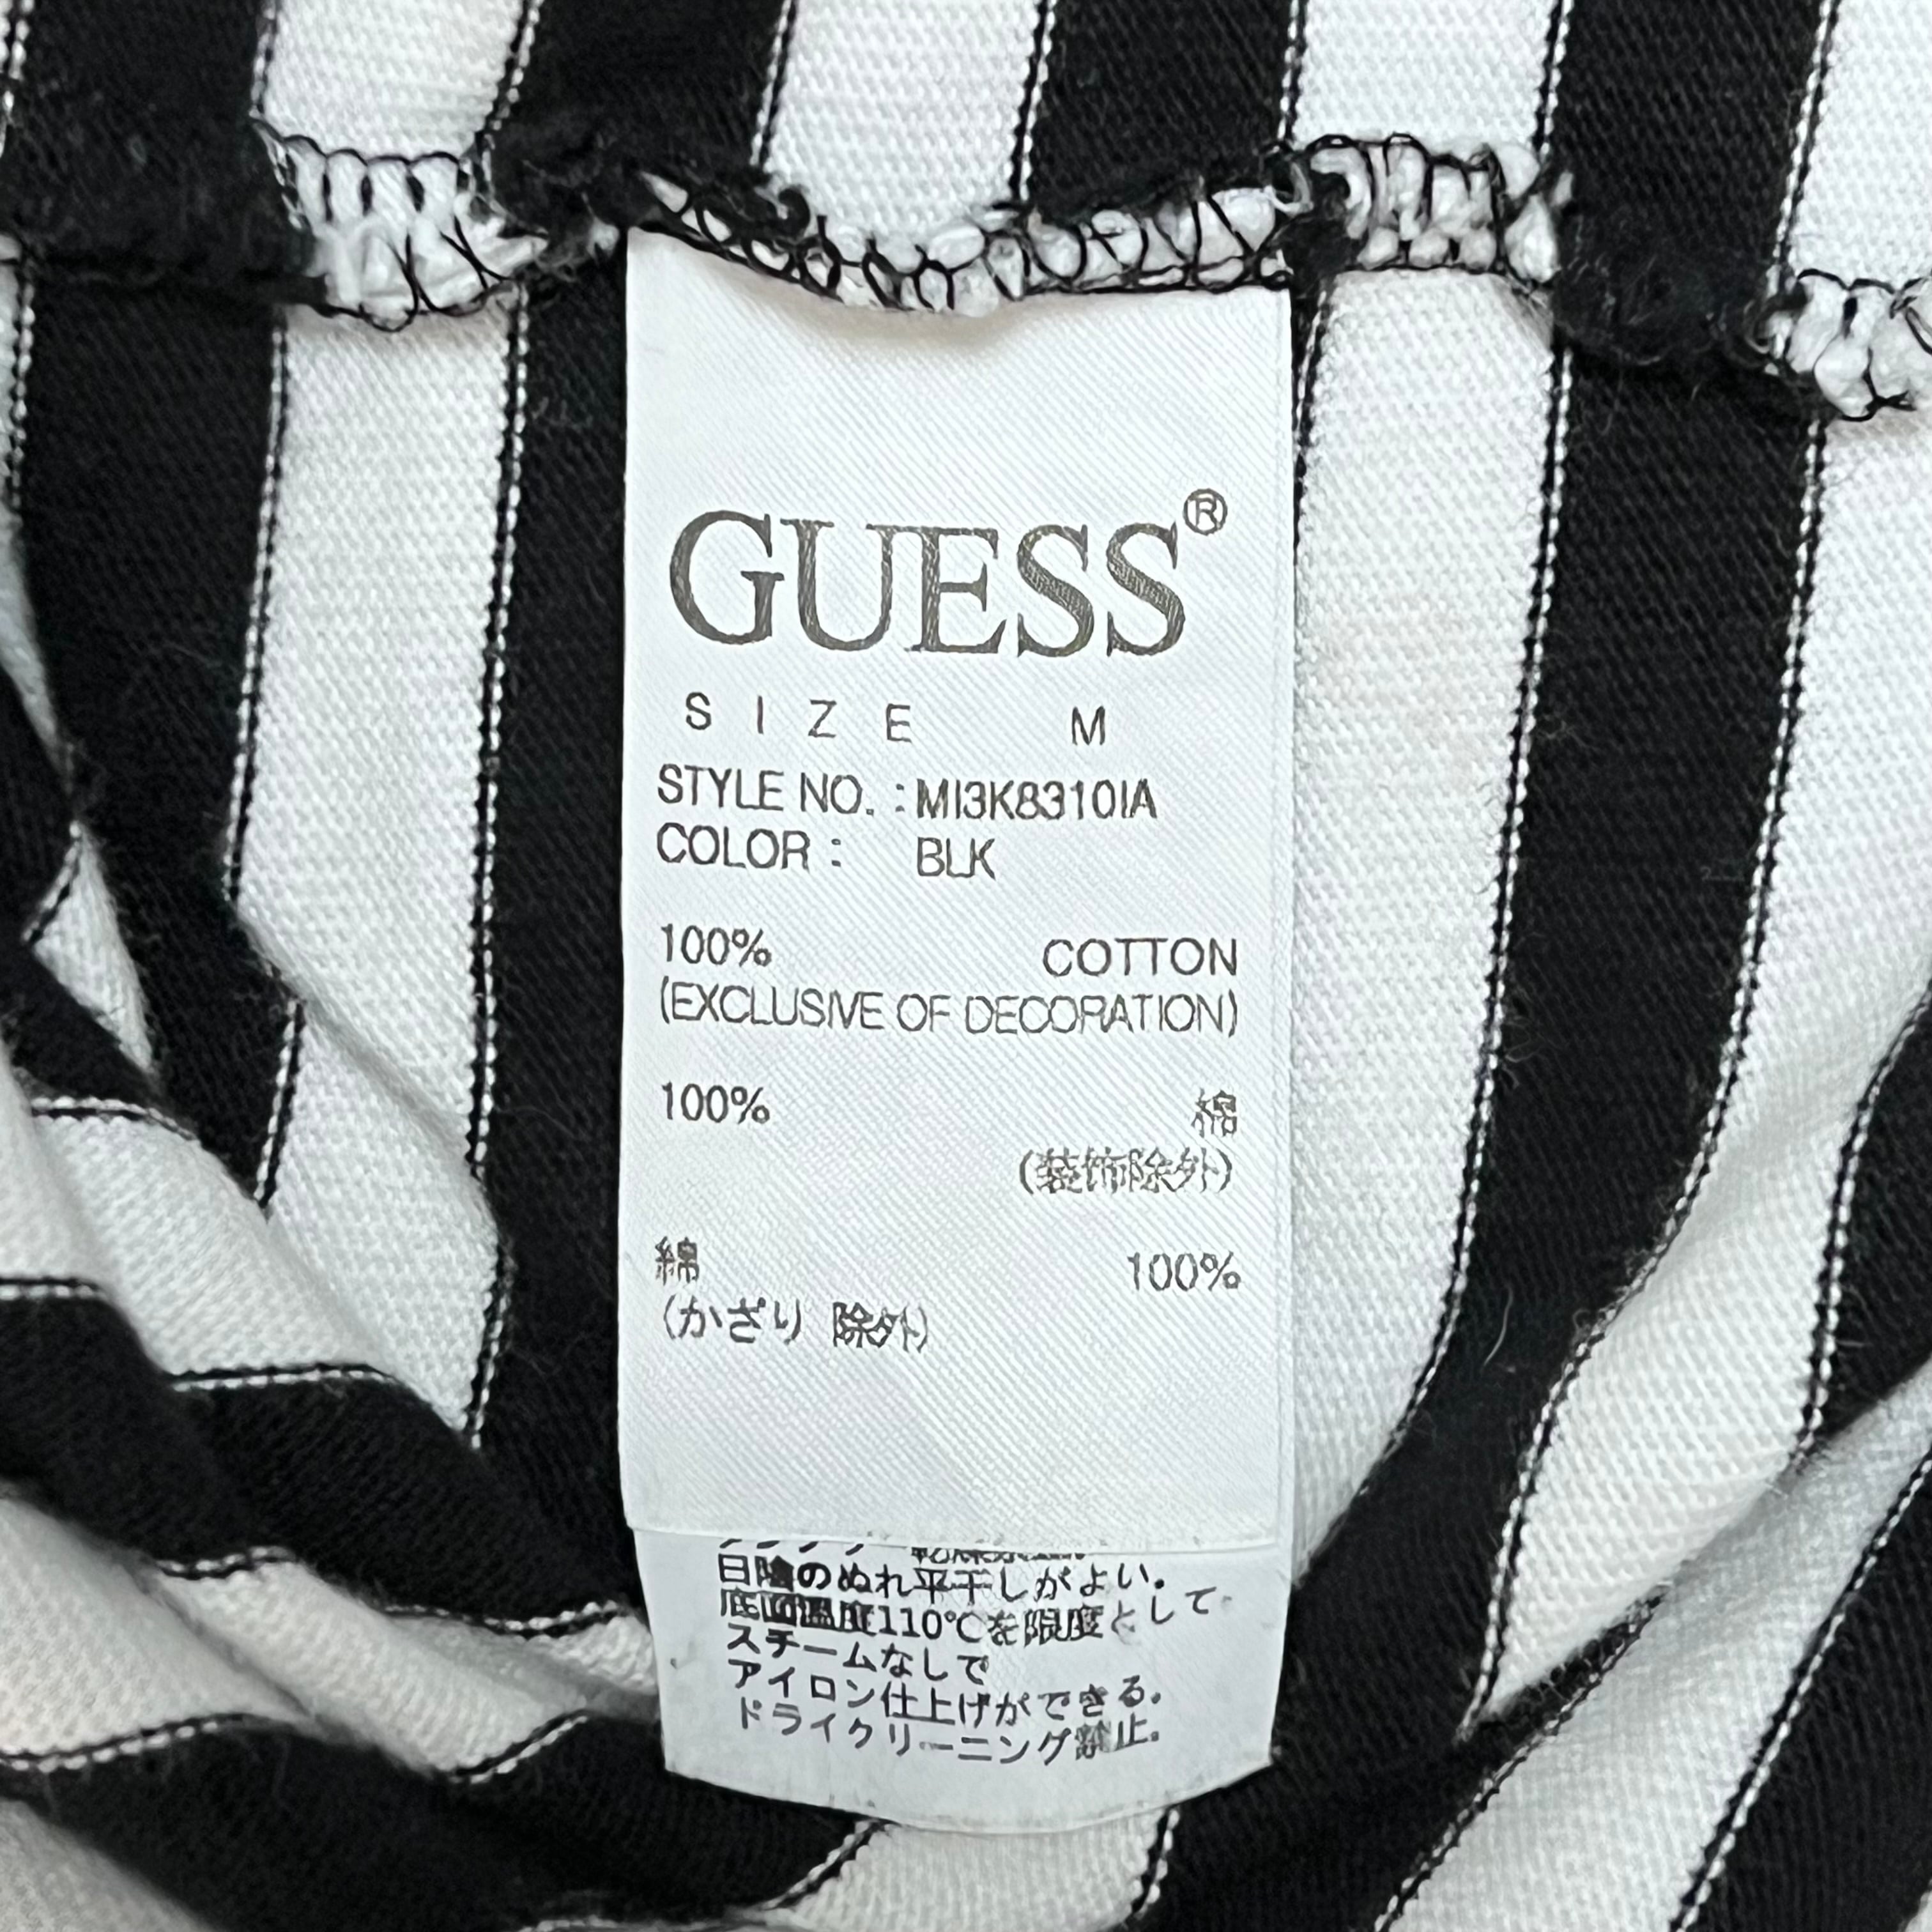 GUESS®
SIZE M
STYLE NO. : MI3K8310IA
COLOR : BLK
100% COTTON
(EXCLUSIVE OF DECORATION)
100% 綿
(装饰除外)
綿 100%
(かざり 除外)
日陰のぬれ平干しがよい.
底面温度110℃を限度として
スチームなしで
アイロン仕上げができる.
ドライクリーニング禁止.